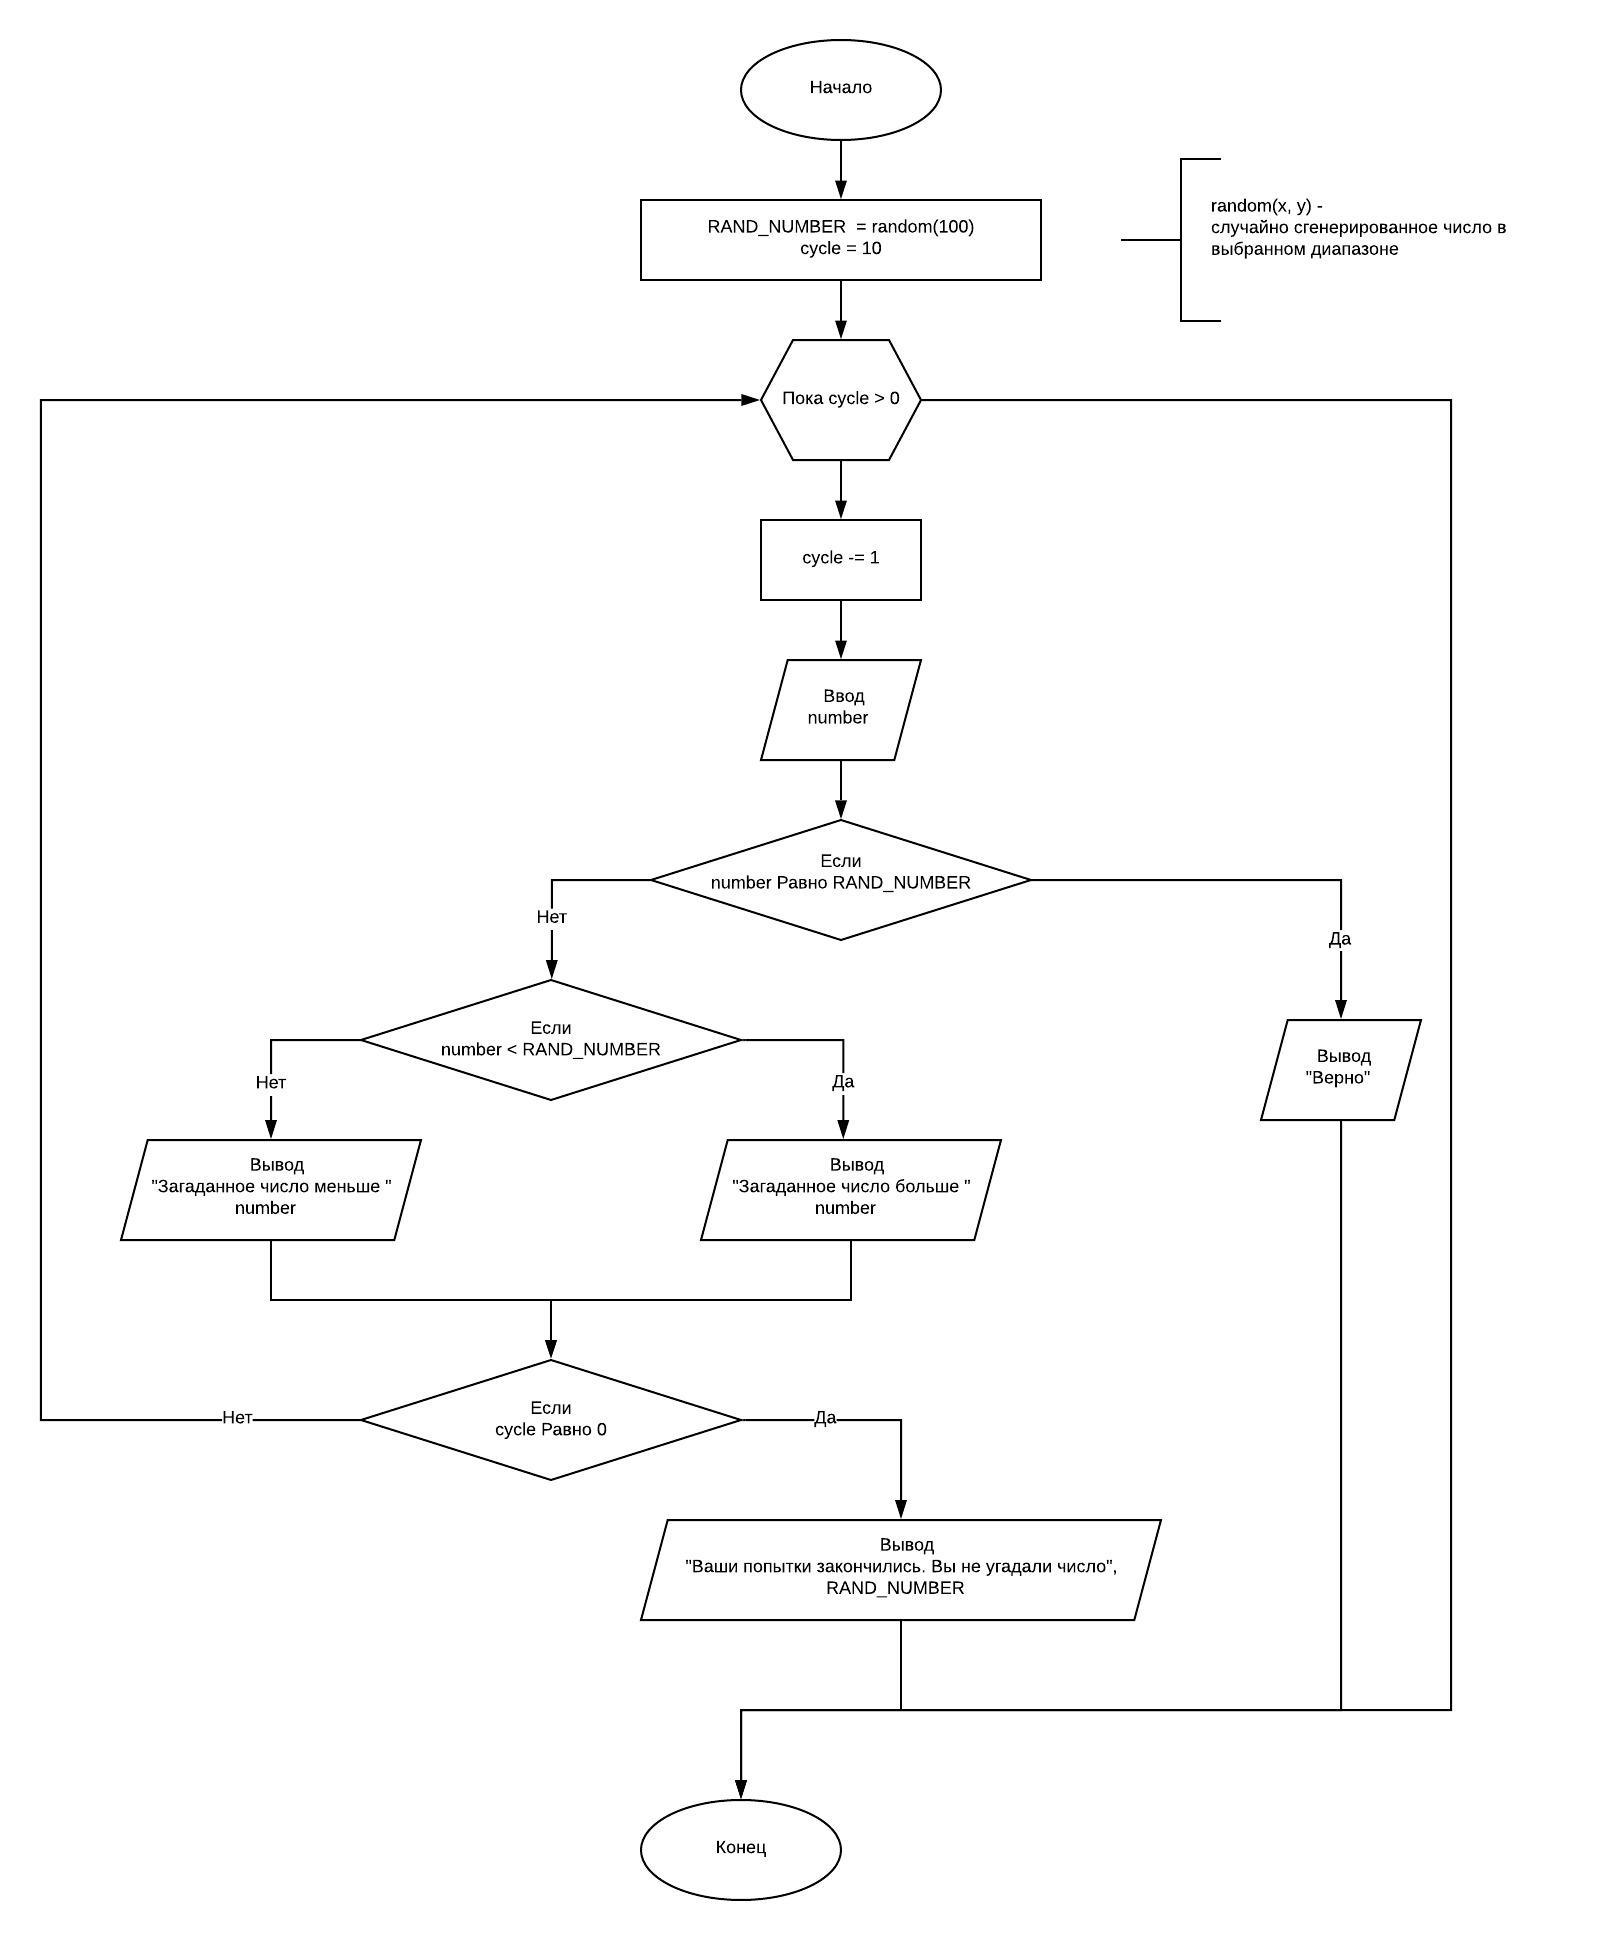 Начало
RAND_NUMBER  = random(100)
cycle = 10
random(x, y) -
случайно сгенерированное число в
выбранном диапазоне
Пока cycle > 0
cycle -= 1
Ввод
number
Если
number Равно RAND_NUMBER
Нет
Да
Если
number < RAND_NUMBER
Нет
Да
Вывод
"Верно"
Вывод
"Загаданное число меньше "
number
Вывод
"Загаданное число больше "
number
Если
cycle Равно 0
Нет
Да
Вывод
"Ваши попытки закончились. Вы не угадали число",
RAND_NUMBER
Конец